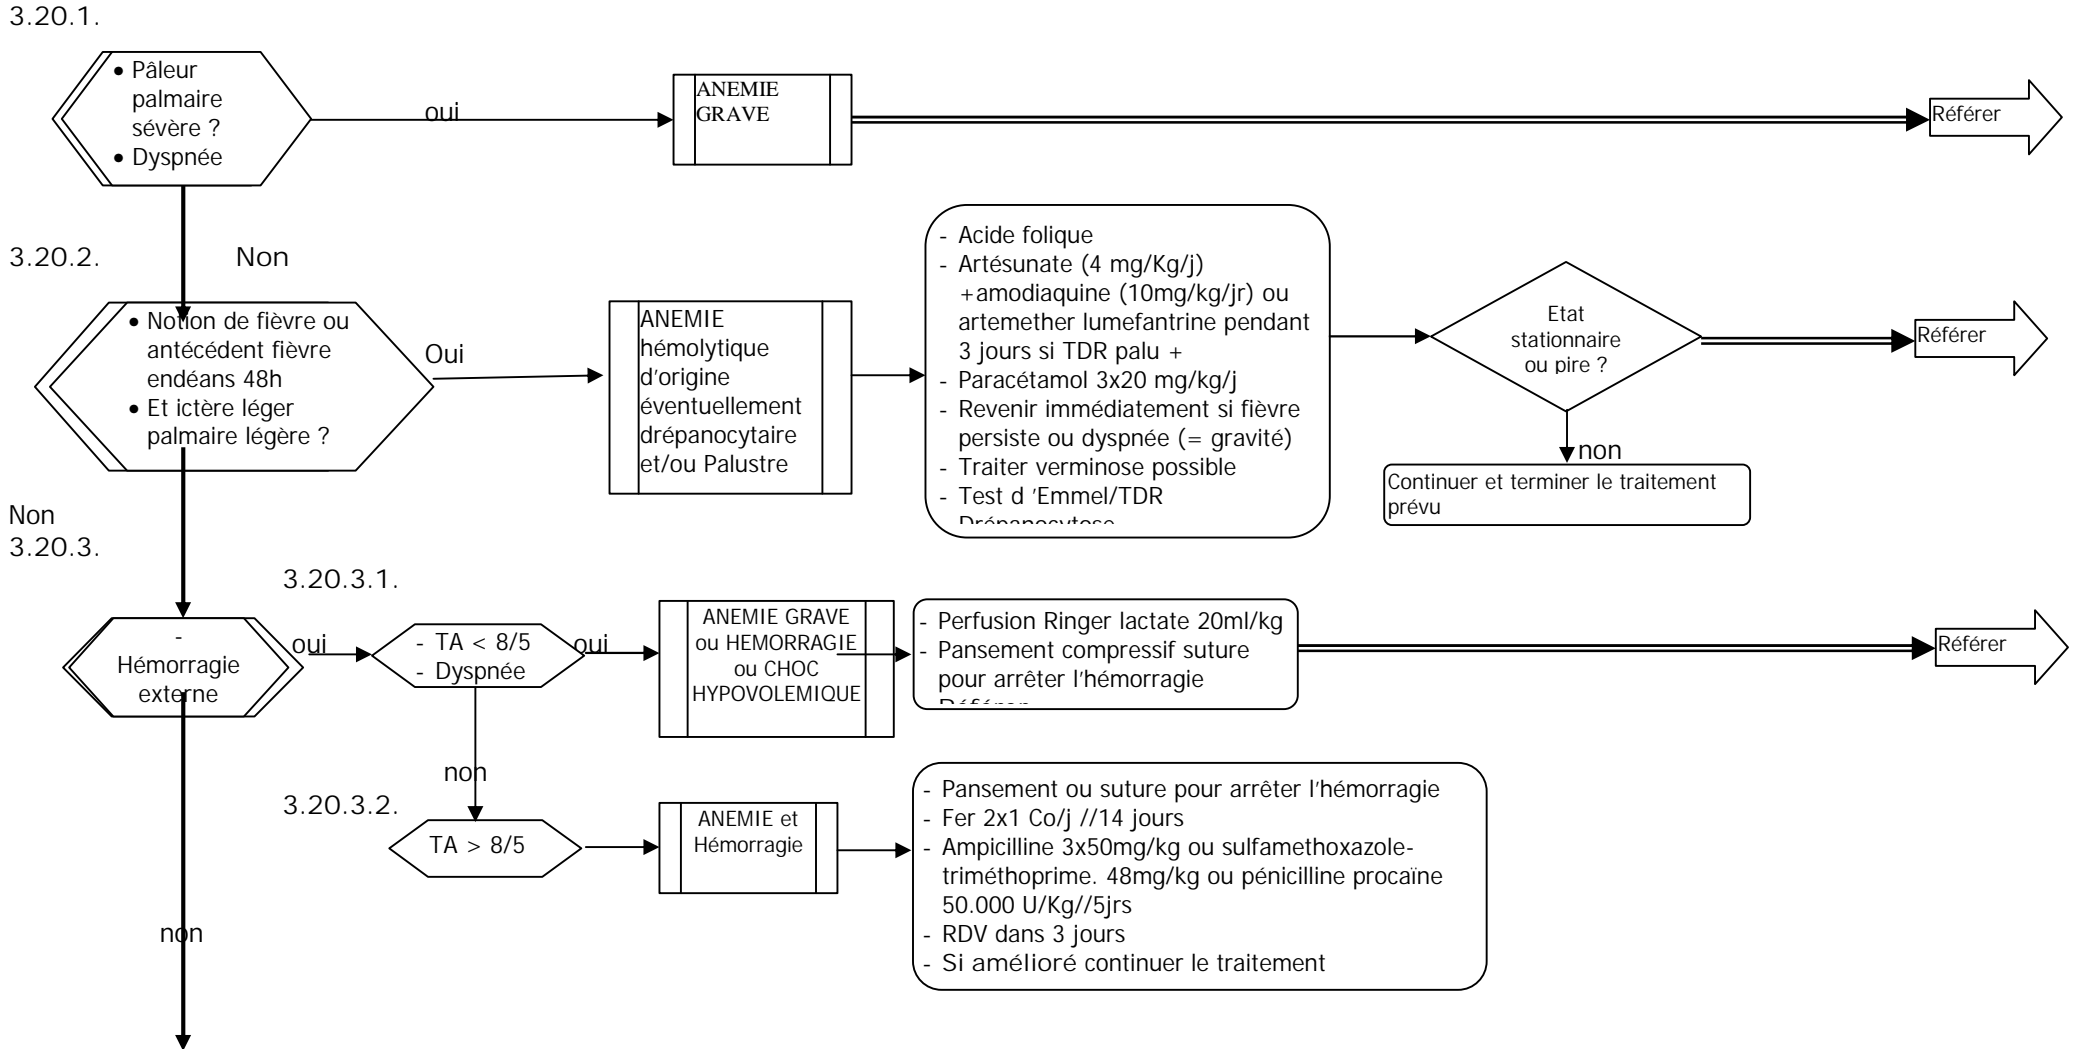 3.20.1.
• Pâleur
palmaire
sévère ?
• Dyspnée
oui
ANEMIE
GRAVE
Référer
3.20.2.
Non
• Notion de fièvre ou
antécédent fièvre
endéans 48h
• Et ictère léger
palmaire légère ?
Oui
ANEMIE
hémolytique
d'origine
éventuellement
drépanocytaire
et/ou Palustre
- Acide folique
- Artésunate (4 mg/Kg/j)
+amodiaquine (10mg/kg/jr) ou
artemether lumefantrine pendant
3 jours si TDR palu +
- Paracétamol 3x20 mg/kg/j
- Revenir immédiatement si fièvre
persiste ou dyspnée (= gravité)
- Traiter verminose possible
- Test d 'Emmel/TDR
Drépanocytose
Etat
stationnaire
ou pire ?
Référer
non
Continuer et terminer le traitement
prévu
Non
3.20.3.
-
Hémorragie
externe
oui
3.20.3.1.
- TA < 8/5
- Dyspnée
oui
ANEMIE GRAVE
ou HEMORRAGIE
ou CHOC
HYPOVOLEMIQUE
- Perfusion Ringer lactate 20ml/kg
- Pansement compressif suture
pour arrêter l'hémorragie
- Référer
Référer
non
3.20.3.2.
TA > 8/5
ANEMIE et
Hémorragie
- Pansement ou suture pour arrêter l'hémorragie
- Fer 2x1 Co/j //14 jours
- Ampicilline 3x50mg/kg ou sulfamethoxazole-
triméthoprime. 48mg/kg ou pénicilline procaïne
50.000 U/Kg//5jrs
- RDV dans 3 jours
- Si amélioré continuer le traitement
non